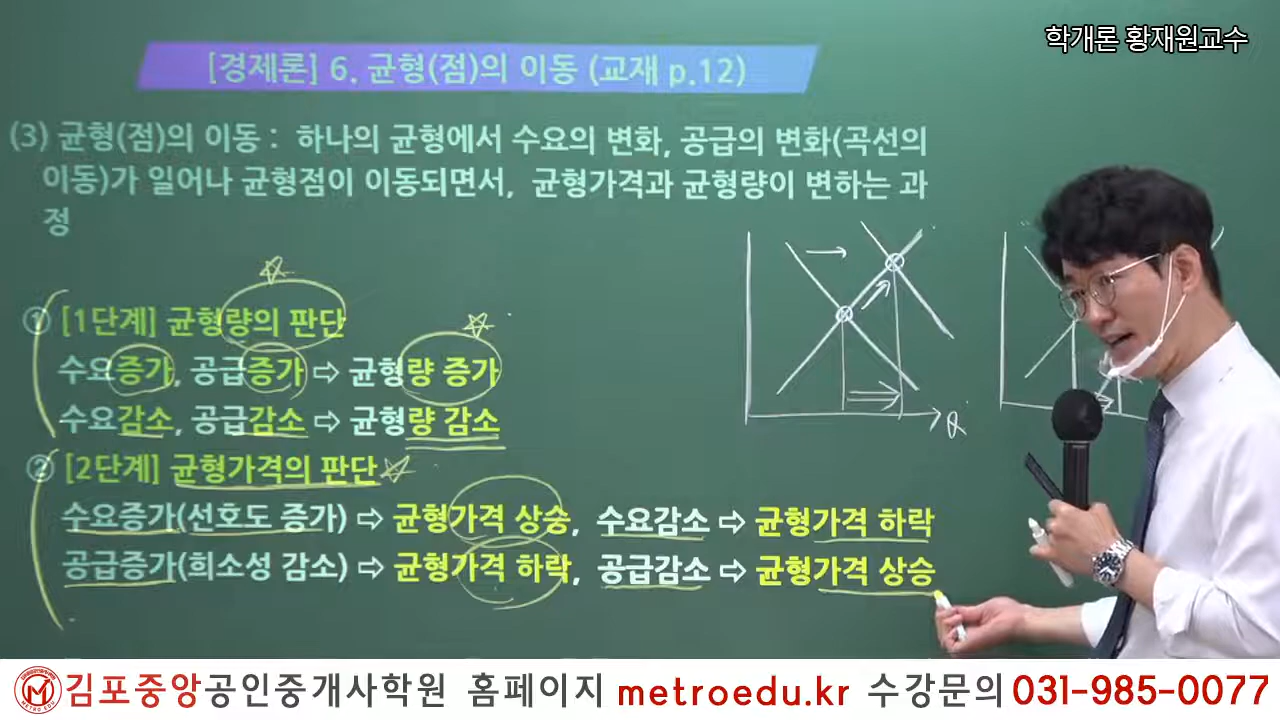 학개론 황재원교수
[경제론] 6. 균형(점)의 이동 (교재 p.12)
(3) 균형(점)의 이동 : 하나의 균형에서 수요의 변화, 공급의 변화(곡선의
이동)가 일어나 균형점이 이동되면서, 균형가격과 균형량이 변하는 과
정
① [1단계] 균형량의 판단
수요증가, 공급증가 ⇨ 균형량 증가
수요감소, 공급감소 ⇨ 균형량 감소
② [2단계] 균형가격의 판단
수요증가(선호도 증가) ⇨ 균형가격 상승, 수요감소 ⇨ 균형가격 하락
공급증가(희소성 감소) ⇨ 균형가격 하락, 공급감소 ⇨ 균형가격 상승
Q
김포중앙공인중개사학원 홈페이지 metroedu.kr 수강문의 031-985-0077